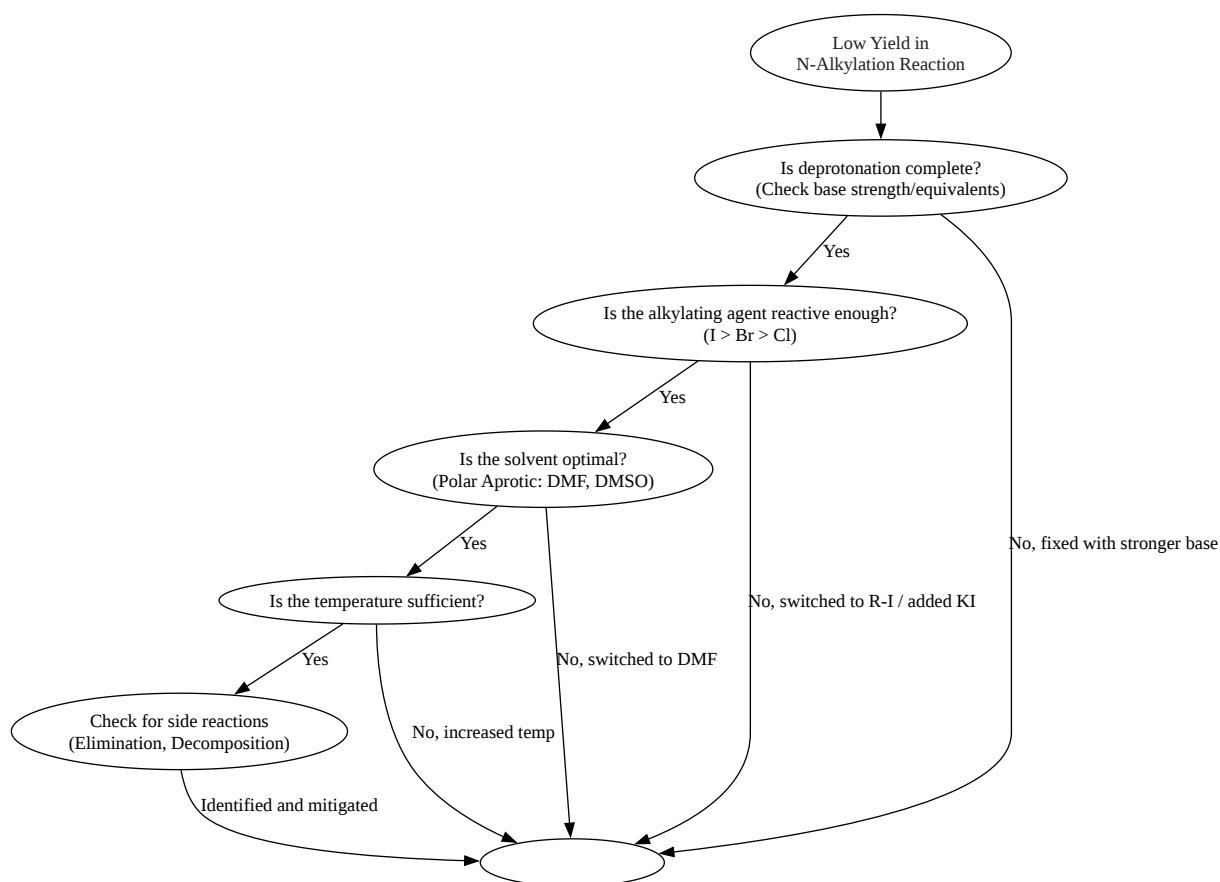 Low Yield in
N-Alkylation Reaction
Is deprotonation complete?
(Check base strength/equivalents)
Yes
Is the alkylating agent reactive enough?
(I > Br > Cl)
Yes
Is the solvent optimal?
(Polar Aprotic: DMF, DMSO)
Yes
No, fixed with stronger base
Is the temperature sufficient?
No, switched to R-I / added KI
Yes
No, switched to DMF
Check for side reactions
(Elimination, Decomposition)
No, increased temp
Identified and mitigated